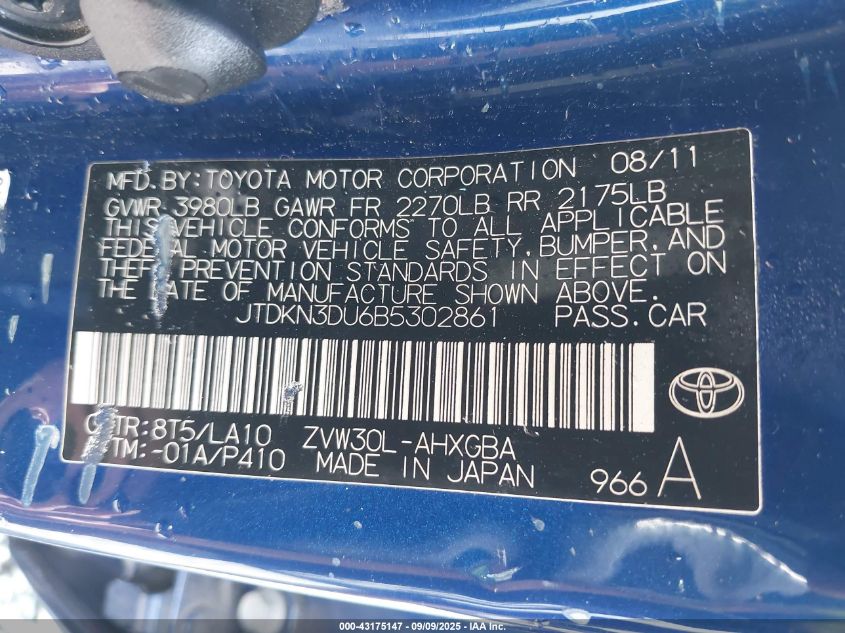 MFD.BY:TOYOTA MOTOR CORPORATION 08/11
GVWR 3980LB GAWR FR 2270LB RR 2175LB
THIS VEHICLE CONFORMS TO ALL APPLICABLE
FEDERAL MOTOR VEHICLE SAFETY,BUMPER,AND
THEFT PREVENTION STANDARDS IN EFFECT ON
THE DATE OF MANUFACTURE SHOWN ABOVE.
JTDKN3DU6B5302861 PASS.CAR
C/TR:8T5/LA10 ZVW30L-AHXGBA
A/TM:-01A/P410 MADE IN JAPAN 966 A
000-43175147 - 09/09/2025 - IAA Inc.